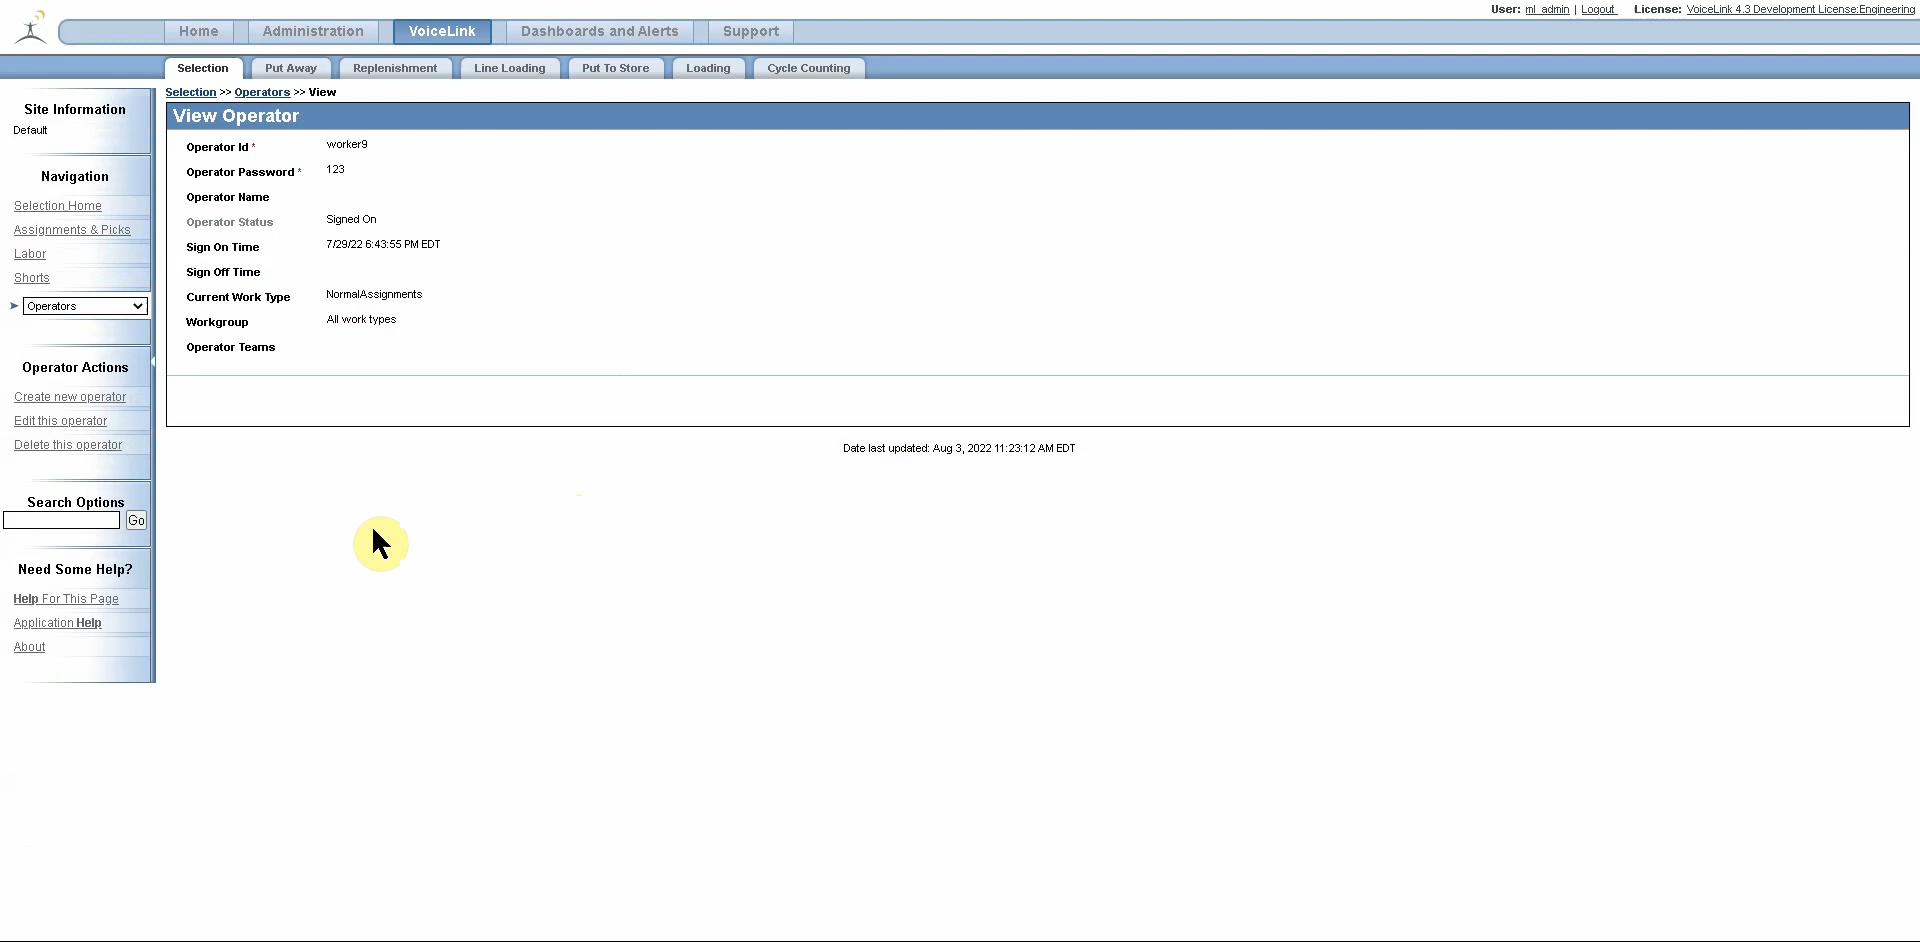 User: ml_admin | Logout License: VoiceLink 4.3 Development License:Engineering
Home Administration VoiceLink Dashboards and Alerts Support
Selection Put Away Replenishment Line Loading Put To Store Loading Cycle Counting
Selection >> Operators >> View
Site Information
Default
Navigation
Selection Home
Assignments & Picks
Labor
Shorts
Operators
Operator Actions
Create new operator
Edit this operator
Delete this operator
Search Options
Go
Need Some Help?
Help For This Page
Application Help
About
View Operator
Operator Id * worker9
Operator Password * 123
Operator Name
Operator Status Signed On
Sign On Time 7/29/22 6:43:55 PM EDT
Sign Off Time
Current Work Type NormalAssignments
Workgroup All work types
Operator Teams
Date last updated: Aug 3, 2022 11:23:12 AM EDT